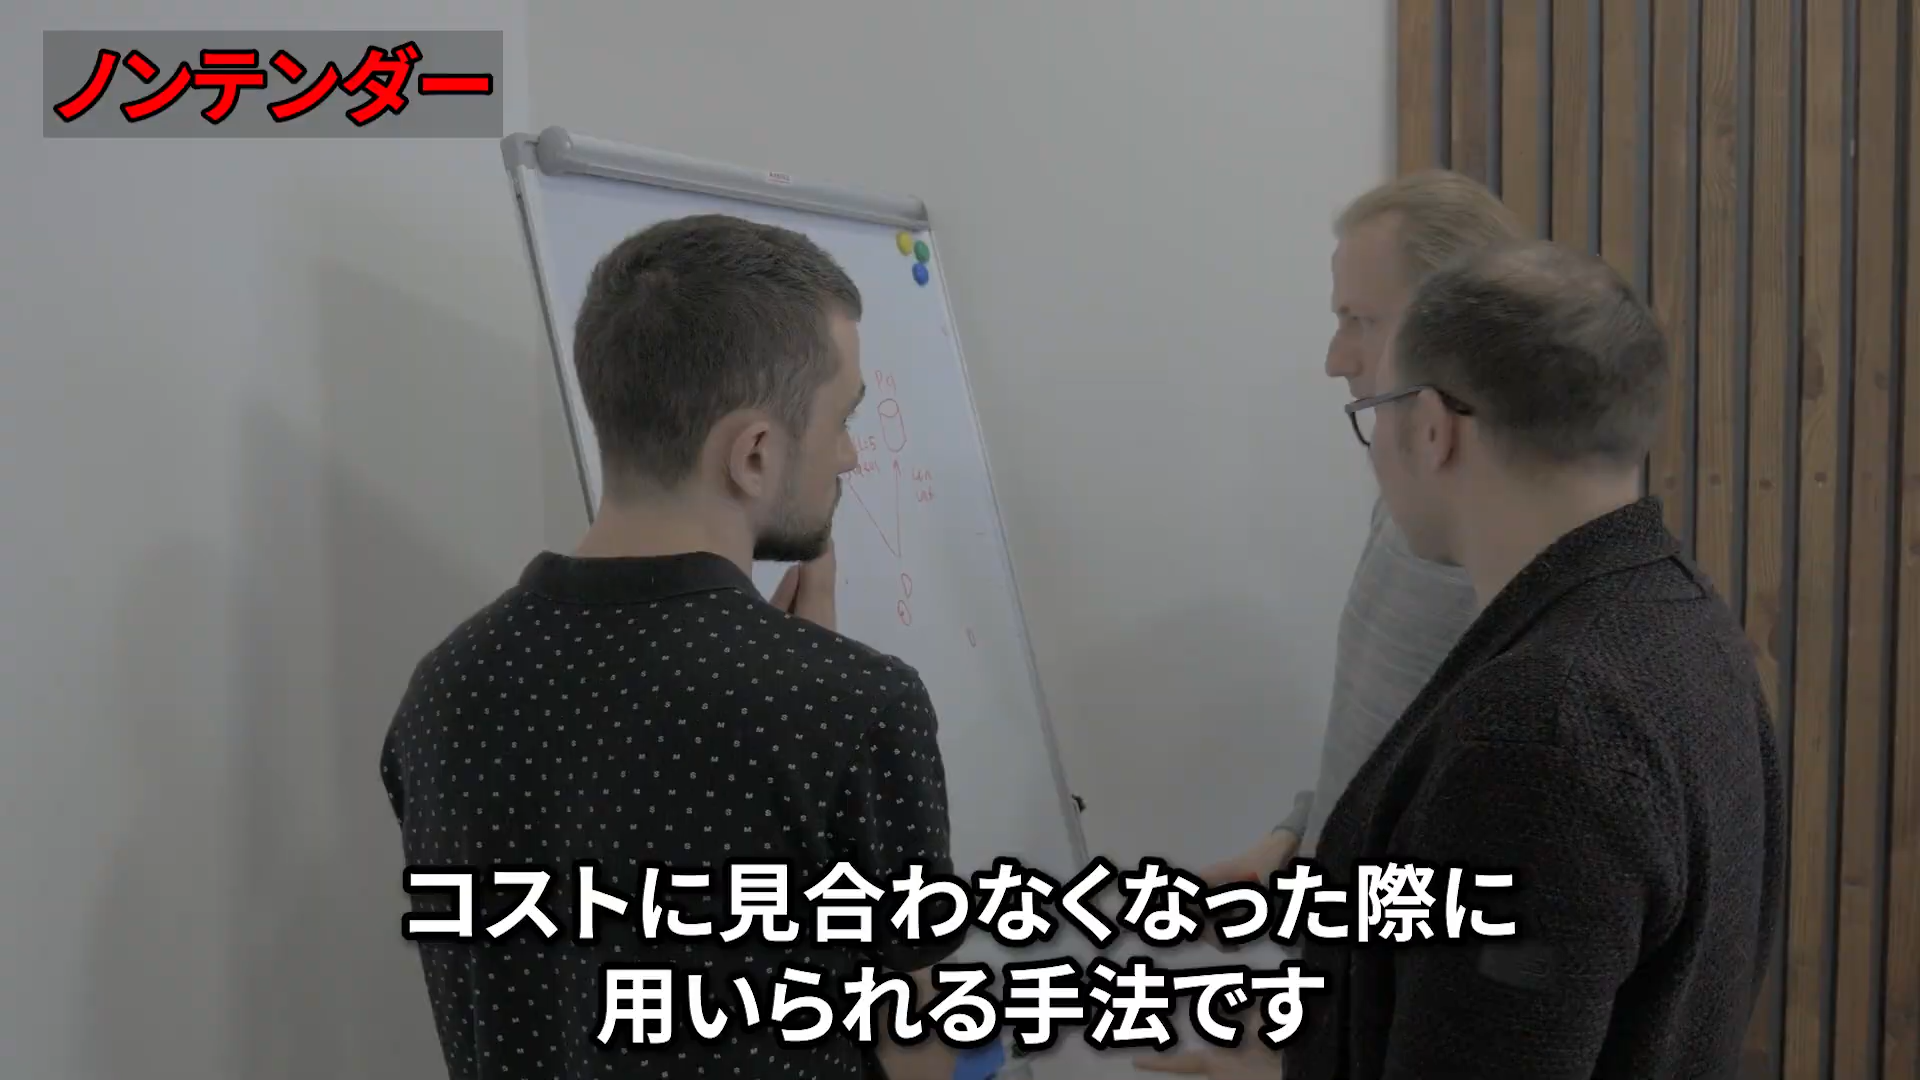 ノンテンダー
コストに見合わなくなった際に
用いられる手法です